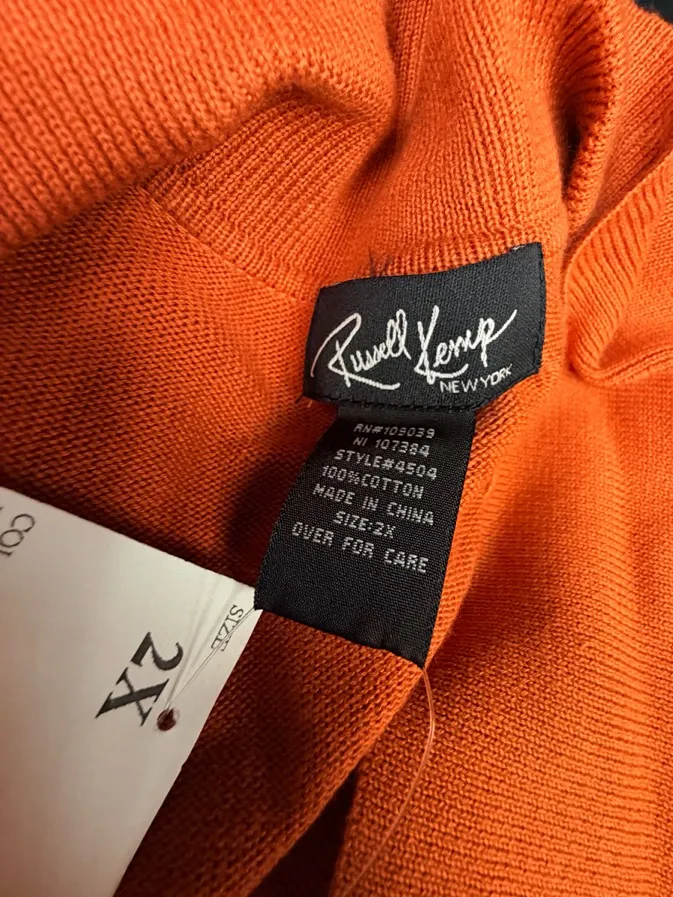 Russell Kemp
NEW YORK
RN#109039
NI 107384
STYLE#4504
100%COTTON
MADE IN CHINA
SIZE:2X
OVER FOR CARE
SIZE
2X